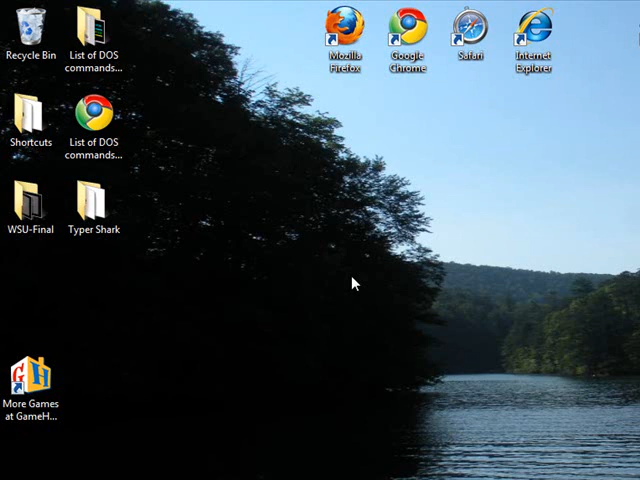 Recycle Bin
List of DOS
commands...
Shortcuts
List of DOS
commands...
WSU-Final
Typer Shark
More Games
at GameH...
Mozilla
Firefox
Google
Chrome
Safari
Internet
Explorer
GH